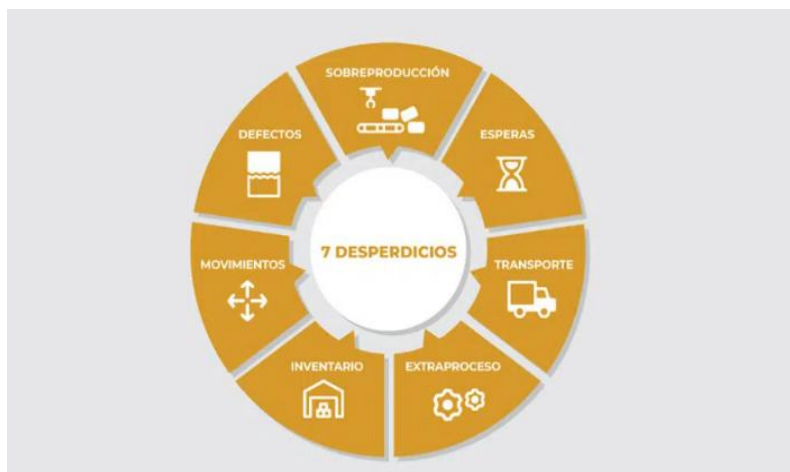 SOBREPRODUCCIÓN
ESPERAS
TRANSPORTE
EXTRAPROCESO
INVENTARIO
MOVIMIENTOS
DEFECTOS
7 DESPERDICIOS